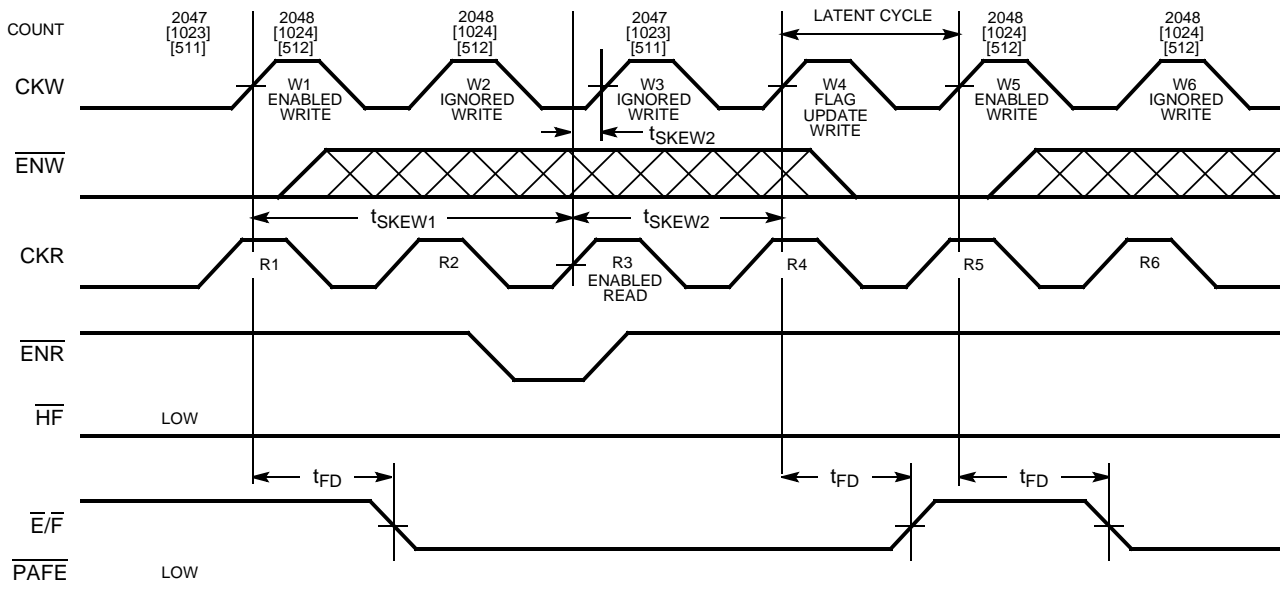 COUNT
2047
[1023]
[511]
2048
[1024]
[512]
2048
[1024]
[512]
2047
[1023]
[511]
LATENT CYCLE
2048
[1024]
[512]
2048
[1024]
[512]
CKW
W1
ENABLED
WRITE
W2
IGNORED
WRITE
W3
IGNORED
WRITE
W4
FLAG
UPDATE
WRITE
W5
ENABLED
WRITE
W6
IGNORED
WRITE
tSKEW2
ENW
tSKEW1
tSKEW2
CKR
R1
R2
R3
ENABLED
READ
R4
R5
R6
ENR
HF
LOW
tFD
tFD
tFD
E/F
PAFE
LOW